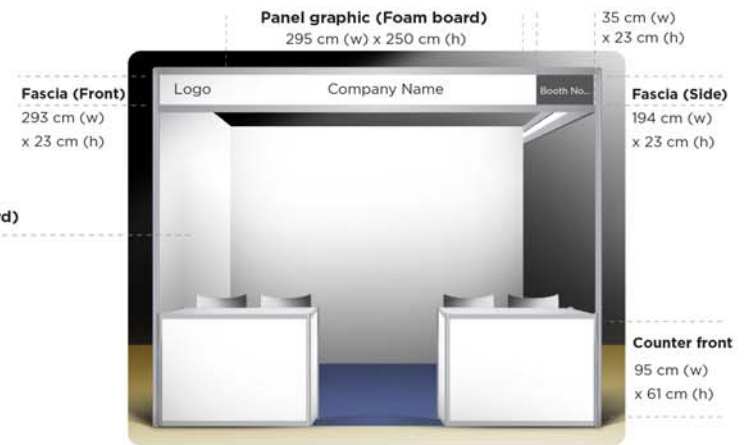 Panel graphic (Foam board)
295 cm (w) x 250 cm (h)
35 cm (w)
x 23 cm (h)
Fascia (Front)
293 cm (w)
x 23 cm (h)
Logo
Company Name
Booth No...
Fascia (Side)
194 cm (w)
x 23 cm (h)
rd)
Counter front
95 cm (w)
x 61 cm (h)